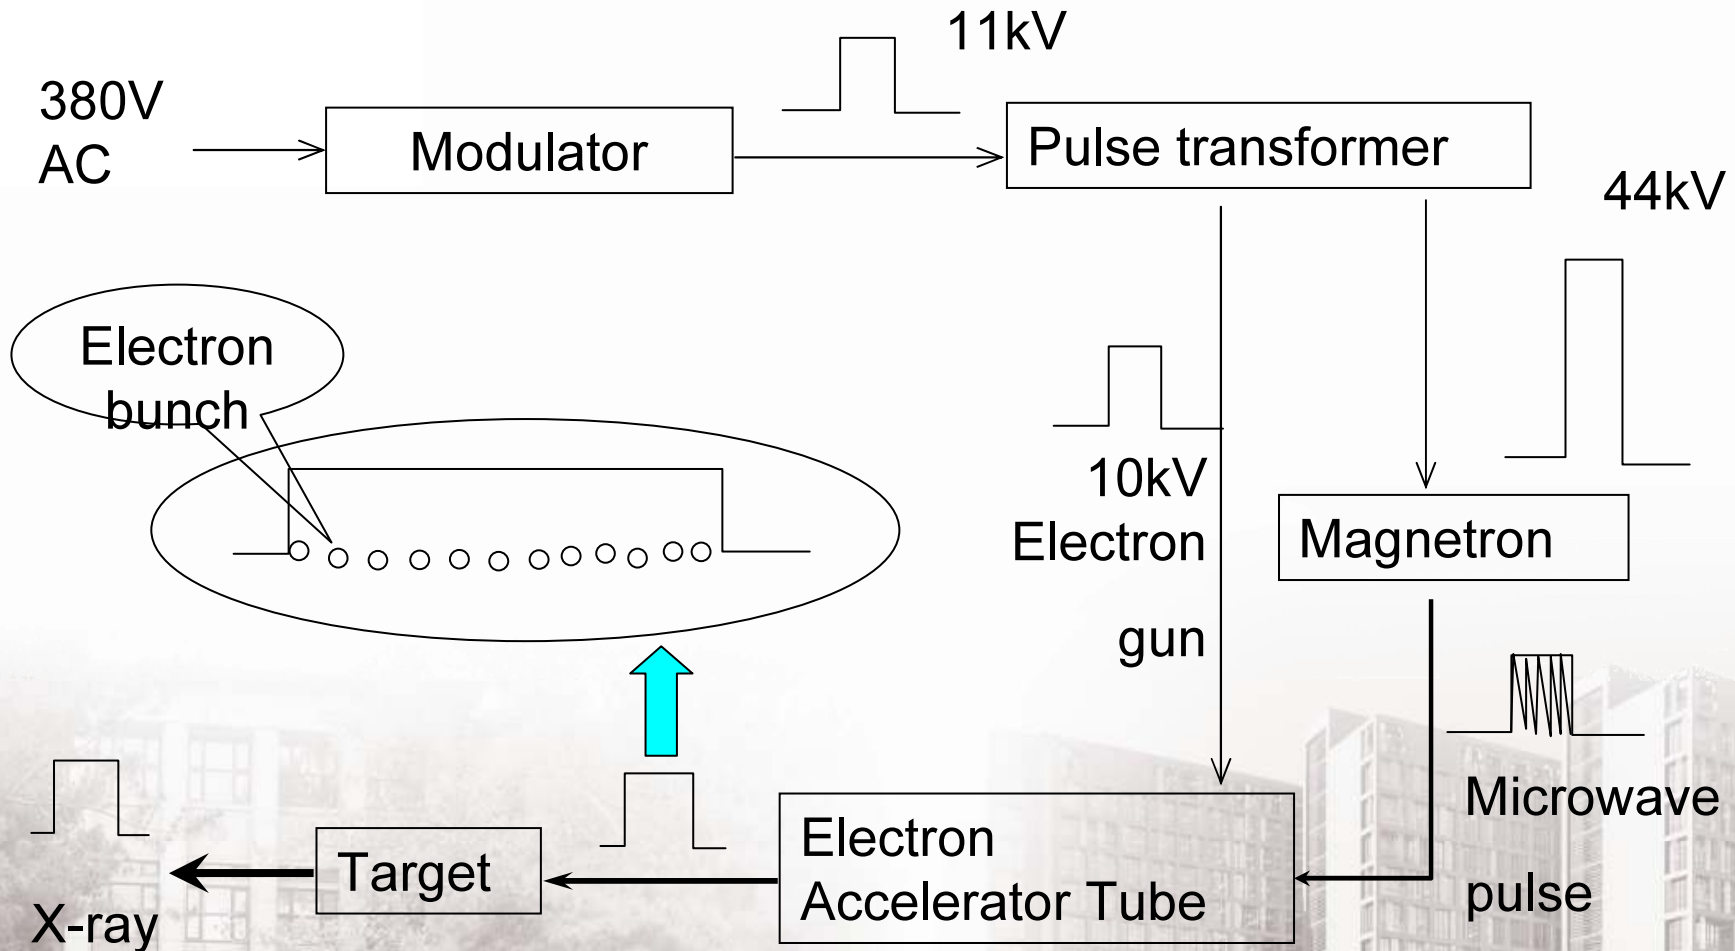 11kV
380V
AC
Modulator
Pulse transformer
44kV
Electron
bunch
10kV
Electron
gun
Magnetron
Microwave
pulse
Electron
Accelerator Tube
Target
X-ray